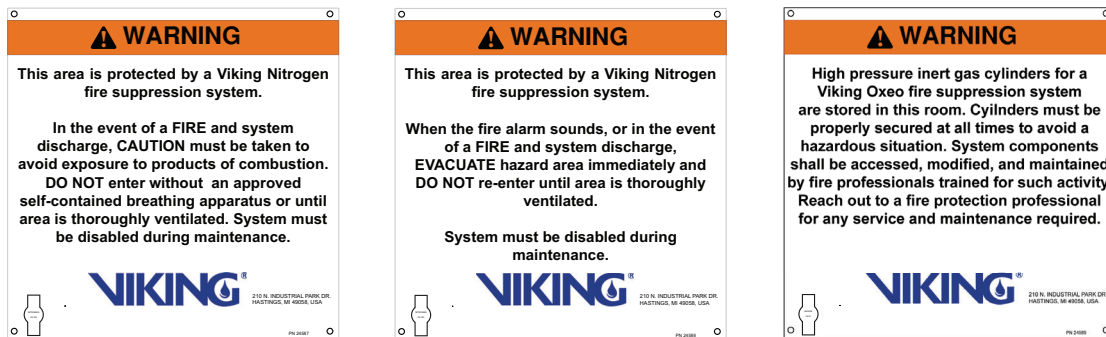 WARNING
This area is protected by a Viking Nitrogen
fire suppression system.
In the event of a FIRE and system
discharge, CAUTION must be taken to
avoid exposure to products of combustion.
DO NOT enter without an approved
self-contained breathing apparatus or until
area is thoroughly ventilated. System must
be disabled during maintenance.
VIKING®
210 N. INDUSTRIAL PARK DR.
HASTINGS, MI 49058, USA
PN 24587
WARNING
This area is protected by a Viking Nitrogen
fire suppression system.
When the fire alarm sounds, or in the event
of a FIRE and system discharge,
EVACUATE hazard area immediately and
DO NOT re-enter until area is thoroughly
ventilated.
System must be disabled during
maintenance.
VIKING®
210 N. INDUSTRIAL PARK DR.
HASTINGS, MI 49058, USA
PN 24588
WARNING
High pressure inert gas cylinders for a
Viking Oxeo fire suppression system
are stored in this room. Cyilnders must be
properly secured at all times to avoid a
hazardous situation. System components
shall be accessed, modified, and maintained
by fire professionals trained for such activity
Reach out to a fire protection professional
for any service and maintenance required.
VIKING®
210 N. INDUSTRIAL PARK DR.
HASTINGS, MI 49058, USA